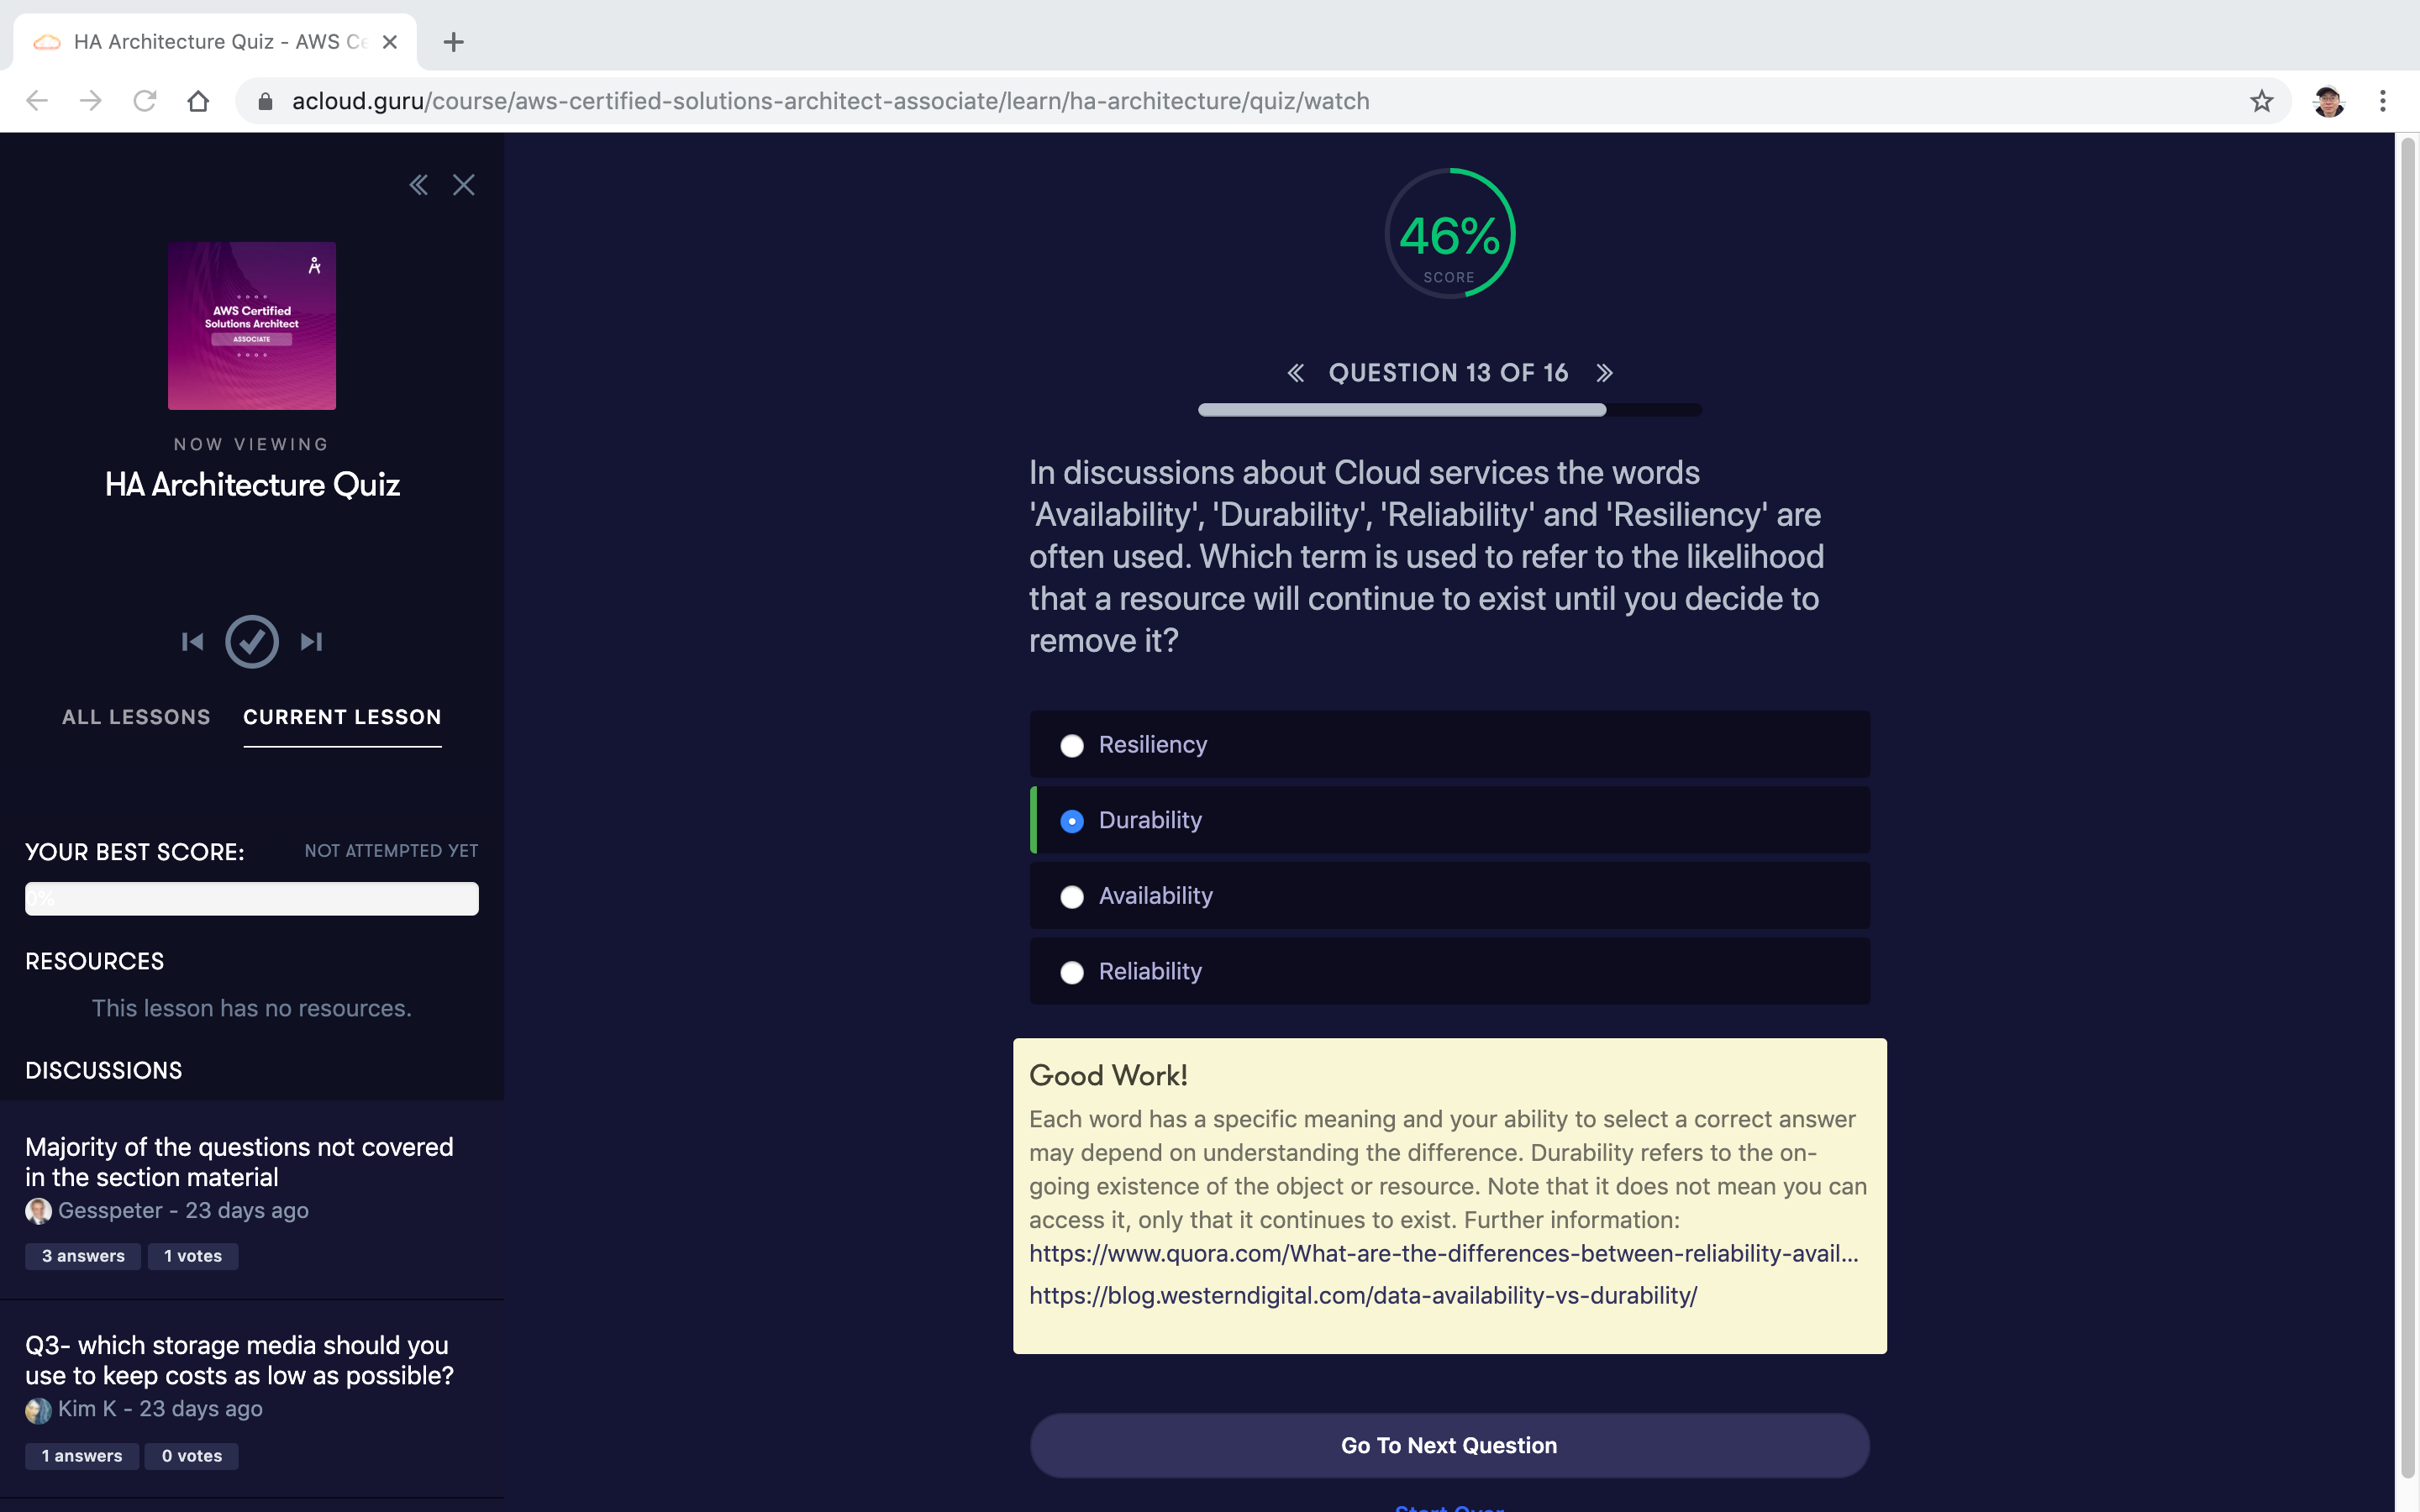 HA Architecture Quiz - AWS Ce
acloud.guru/course/aws-certified-solutions-architect-associate/learn/ha-architecture/quiz/watch
AWS Certified
Solutions Architect
ASSOCIATE
NOW VIEWING
HA Architecture Quiz
ALL LESSONS
CURRENT LESSON
YOUR BEST SCORE:
NOT ATTEMPTED YET
0%
RESOURCES
This lesson has no resources.
DISCUSSIONS
Majority of the questions not covered
in the section material
Gesspeter - 23 days ago
3 answers
1 votes
Q3- which storage media should you
use to keep costs as low as possible?
Kim K - 23 days ago
1 answers
0 votes
46%
SCORE
QUESTION 13 OF 16
In discussions about Cloud services the words
'Availability', 'Durability', 'Reliability' and 'Resiliency' are
often used. Which term is used to refer to the likelihood
that a resource will continue to exist until you decide to
remove it?
Resiliency
Durability
Availability
Reliability
Good Work!
Each word has a specific meaning and your ability to select a correct answer
may depend on understanding the difference. Durability refers to the on-
going existence of the object or resource. Note that it does not mean you can
access it, only that it continues to exist. Further information:
https://www.quora.com/What-are-the-differences-between-reliability-avail...
https://blog.westerndigital.com/data-availability-vs-durability/
Go To Next Question
Start Over